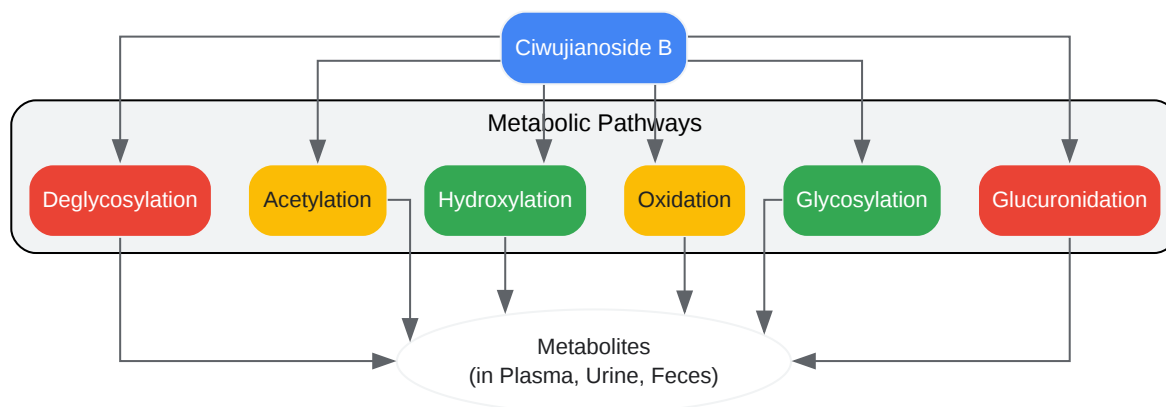 Ciwujianoside B
Metabolic Pathways
Deglycosylation
Acetylation
Hydroxylation
Oxidation
Glycosylation
Glucuronidation
Metabolites
(in Plasma, Urine, Feces)